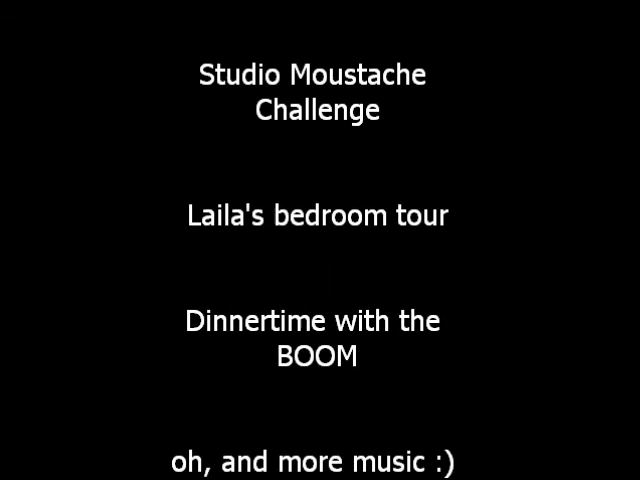 Studio Moustache
Challenge
Laila's bedroom tour
Dinnertime with the
BOOM
oh, and more music :)